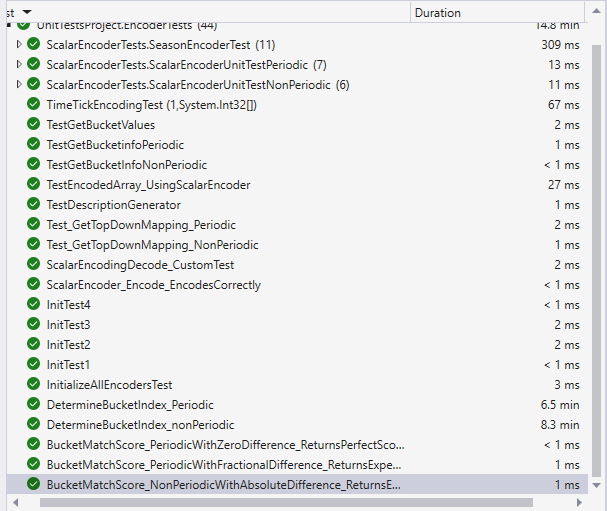 st Duration
UnitTestsProject.EncoderTests (44) 14.8 min
ScalarEncoderTests.SeasonEncoderTest (11) 309 ms
ScalarEncoderTests.ScalarEncoderUnitTestPeriodic (7) 13 ms
ScalarEncoderTests.ScalarEncoderUnitTestNonPeriodic (6) 11 ms
TimeTickEncodingTest (1,System.Int32[]) 67 ms
TestGetBucketValues 2 ms
TestGetBucketinfoPeriodic 1 ms
TestGetBucketInfoNonPeriodic < 1 ms
TestEncodedArray_UsingScalarEncoder 27 ms
TestDescriptionGenerator 1 ms
Test_GetTopDownMapping_Periodic 2 ms
Test_GetTopDownMapping_NonPeriodic 1 ms
ScalarEncodingDecode_CustomTest 2 ms
ScalarEncoder_Encode_EncodesCorrectly < 1 ms
InitTest4 < 1 ms
InitTest3 2 ms
InitTest2 2 ms
InitTest1 < 1 ms
InitializeAllEncodersTest 3 ms
DetermineBucketIndex_Periodic 6.5 min
DetermineBucketIndex_nonPeriodic 8.3 min
BucketMatchScore_PeriodicWithZeroDifference_ReturnsPerfectSco... < 1 ms
BucketMatchScore_PeriodicWithFractionalDifference_ReturnsExpe... 1 ms
BucketMatchScore_NonPeriodicWithAbsoluteDifference_ReturnsE... 1 ms